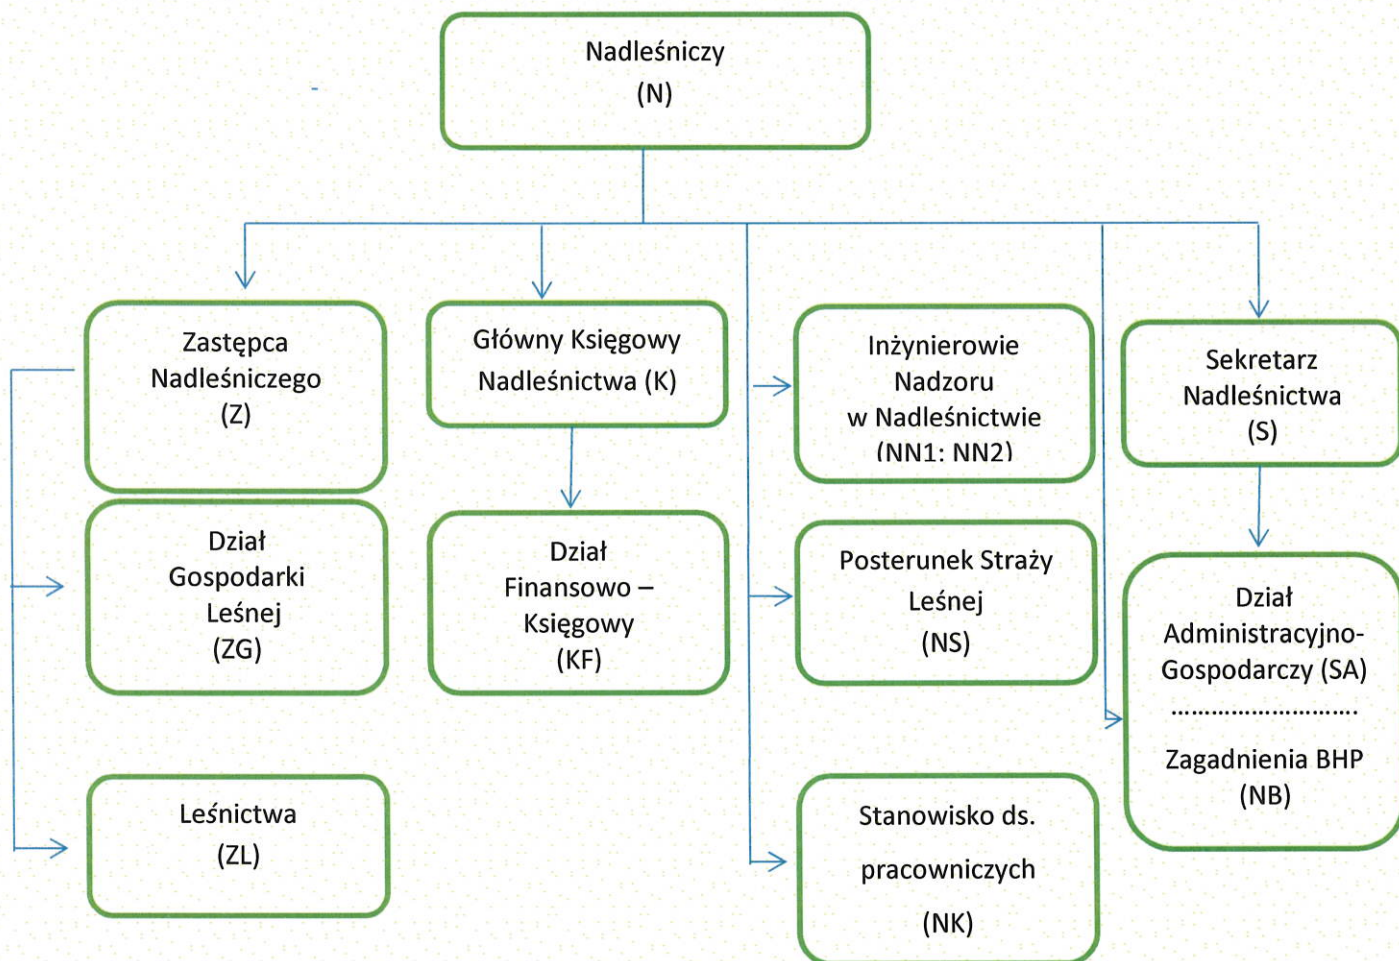 Nadleśniczy
(N)
Zastępca
Nadleśniczego
(Z)
Główny Księgowy
Nadleśnictwa (K)
Inżynierowie
Nadzoru
w Nadleśnictwie
(NN1: NN2)
Sekretarz
Nadleśnictwa
(S)
Dział
Gospodarki
Leśnej
(ZG)
Dział
Finansowo –
Księgowy
(KF)
Posterunek Straży
Leśnej
(NS)
Dział
Administracyjno-
Gospodarczy (SA)
............................
Zagadnienia BHP
(NB)
Leśnictwa
(ZL)
Stanowisko ds.
pracowniczych
(NK)